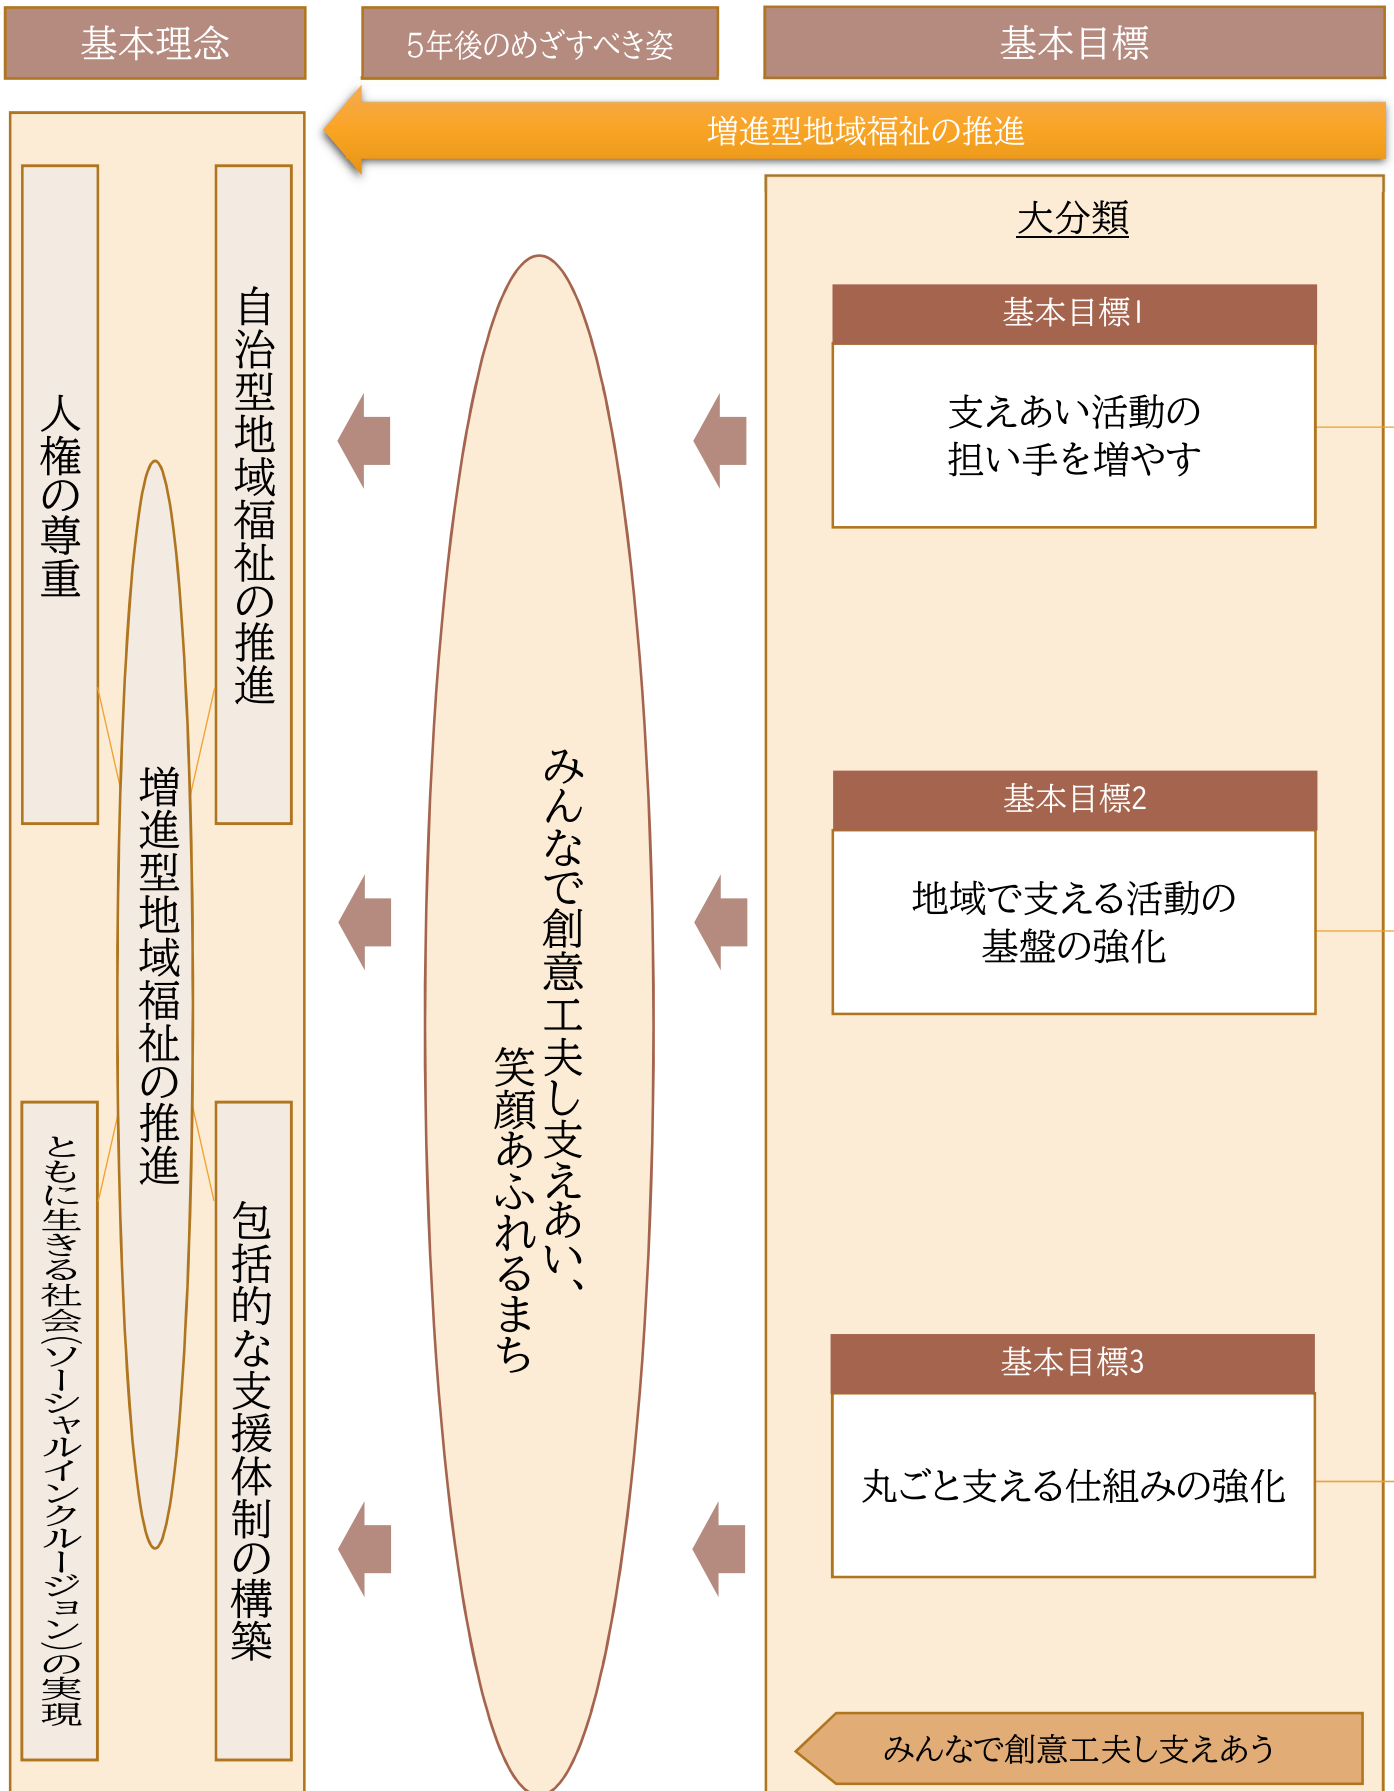 基本理念
5年後のめざすべき姿
基本目標
増進型地域福祉の推進
人権の尊重
自治型地域福祉の推進
増進型地域福祉の推進
ともに生きる社会(ソーシャルインクルージョン)の実現
包括的な支援体制の構築
みんなで創意工夫し支えあい、
笑顔あふれるまち
大分類
基本目標1
支えあい活動の
担い手を増やす
基本目標2
地域で支える活動の
基盤の強化
基本目標3
丸ごと支える仕組みの強化
みんなで創意工夫し支えあう